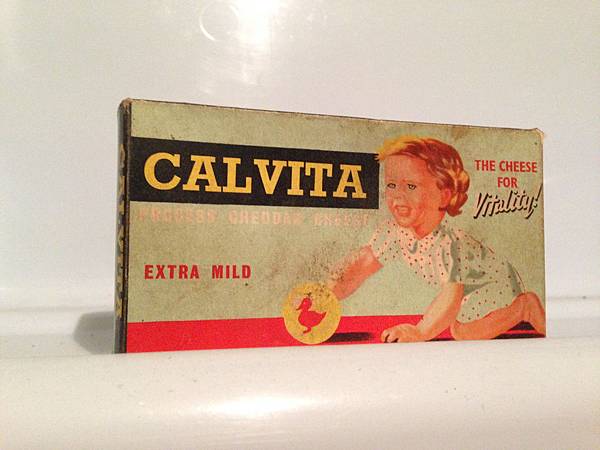 CALVITA
PROCESS CHEDDAR CHEESE
EXTRA MILD
THE CHEESE
FOR
Vitality!